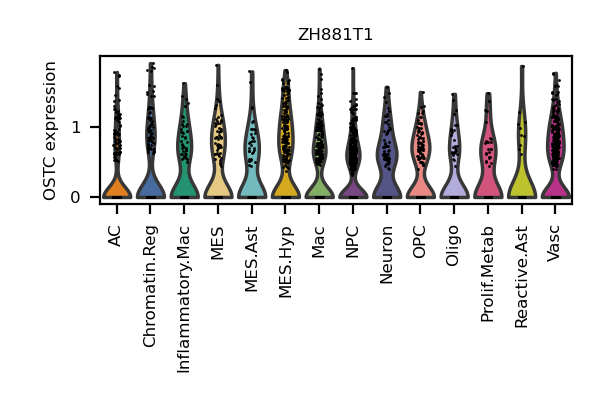 ZH881T1
OSTC expression
1
0
AC
Chromatin.Reg
Inflammatory.Mac
MES
MES.Ast
MES.Hyp
Mac
NPC
Neuron
OPC
Oligo
Prolif.Metab
Reactive.Ast
Vasc